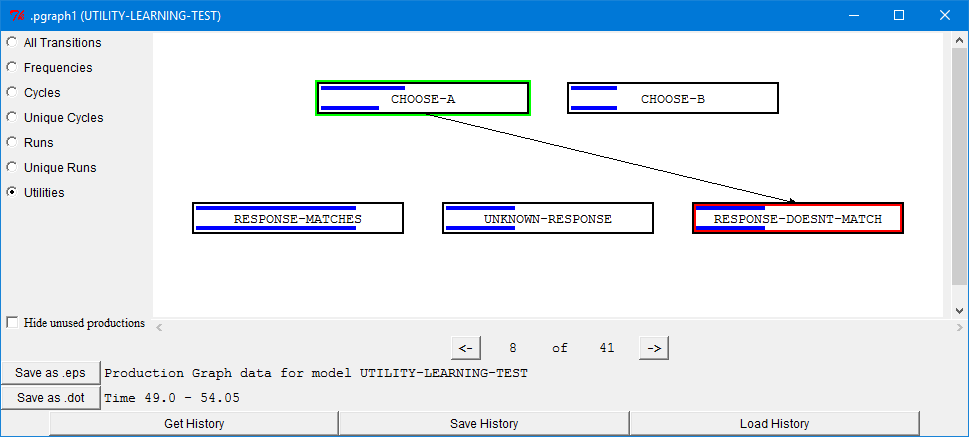 .pgraph1 (UTILITY-LEARNING-TEST)
All Transitions
Frequencies
Cycles
Unique Cycles
Runs
Unique Runs
Utilities
CHOOSE-A
CHOOSE-B
RESPONSE-MATCHES
UNKNOWN-RESPONSE
RESPONSE-DOESNT-MATCH
Hide unused productions
<- 8 of 41 ->
Save as .eps Production Graph data for model UTILITY-LEARNING-TEST
Save as .dot Time 49.0 - 54.05
Get History Save History Load History